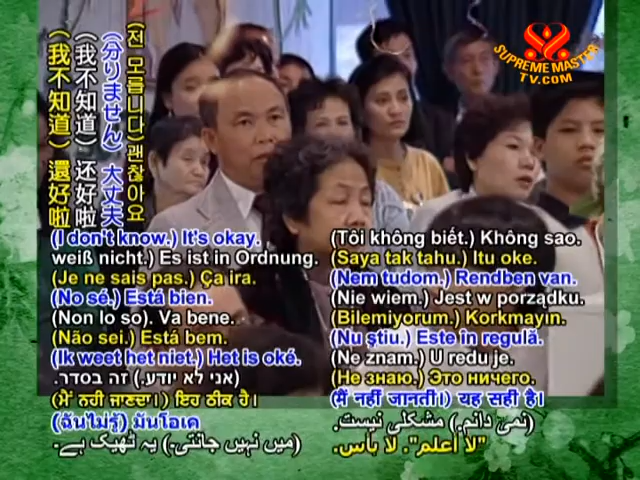 SUPREME MASTER
TV.COM
(전 모릅니다) 괜찮아요
(分りません) 大丈夫
(我不知道) 还好啦
(我不知道) 還好啦
(I don't know.) It's okay.
weiß nicht.) Es ist in Ordnung.
(Je ne sais pas.) Ça ira.
(No sé.) Está bien.
(Non lo so). Va bene.
(Não sei.) Está bem.
(Ik weet het niet.) Het is oké.
(אני לא יודע.) זה בסדר.
(ਮੈਂ ਨਹੀ ਜਾਣਦਾ।) ਇਹ ਠੀਕ ਹੈ।
(ฉันไม่รู้) มันโอเค
(میں نہیں جانتی۔) یہ ٹھیک ہے۔
(Tôi không biết.) Không sao.
(Saya tak tahu.) Itu oke.
(Nem tudom.) Rendben van.
(Nie wiem.) Jest w porządku.
(Bilemiyorum.) Korkmayın.
(Nu ştiu.) Este în regulă.
(Ne znam.) U redu je.
(Не знаю.) Это ничего.
(मैं नहीं जानती।) यह सही है।
(نمی دانم.) مشکلی نیست.
"لا أعلم". لا بأس.